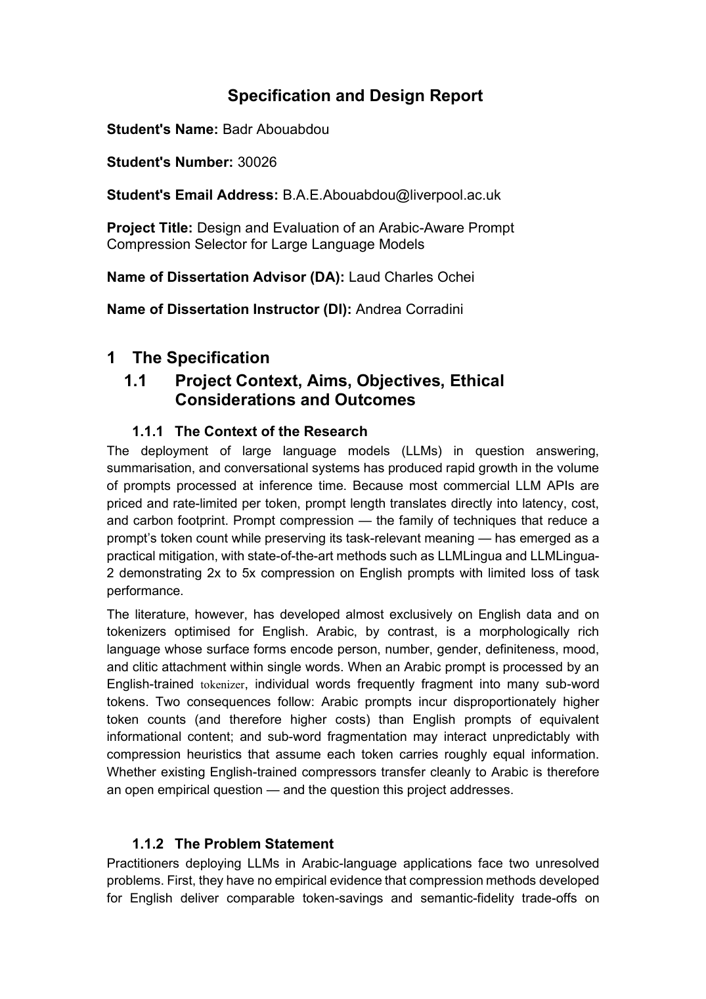 Specification and Design Report
Student's Name: Badr Abouabdou
Student's Number: 30026
Student's Email Address: B.A.E.Abouabdou@liverpool.ac.uk
Project Title: Design and Evaluation of an Arabic-Aware Prompt
Compression Selector for Large Language Models
Name of Dissertation Advisor (DA): Laud Charles Ochei
Name of Dissertation Instructor (DI): Andrea Corradini
1 The Specification
1.1 Project Context, Aims, Objectives, Ethical
Considerations and Outcomes
1.1.1 The Context of the Research
The deployment of large language models (LLMs) in question answering,
summarisation, and conversational systems has produced rapid growth in the volume
of prompts processed at inference time. Because most commercial LLM APIs are
priced and rate-limited per token, prompt length translates directly into latency, cost,
and carbon footprint. Prompt compression — the family of techniques that reduce a
prompt’s token count while preserving its task-relevant meaning — has emerged as a
practical mitigation, with state-of-the-art methods such as LLMLingua and LLMLingua-
2 demonstrating 2x to 5x compression on English prompts with limited loss of task
performance.
The literature, however, has developed almost exclusively on English data and on
tokenizers optimised for English. Arabic, by contrast, is a morphologically rich
language whose surface forms encode person, number, gender, definiteness, mood,
and clitic attachment within single words. When an Arabic prompt is processed by an
English-trained tokenizer, individual words frequently fragment into many sub-word
tokens. Two consequences follow: Arabic prompts incur disproportionately higher
token counts (and therefore higher costs) than English prompts of equivalent
informational content; and sub-word fragmentation may interact unpredictably with
compression heuristics that assume each token carries roughly equal information.
Whether existing English-trained compressors transfer cleanly to Arabic is therefore
an open empirical question — and the question this project addresses.
1.1.2 The Problem Statement
Practitioners deploying LLMs in Arabic-language applications face two unresolved
problems. First, they have no empirical evidence that compression methods developed
for English deliver comparable token-savings and semantic-fidelity trade-offs on